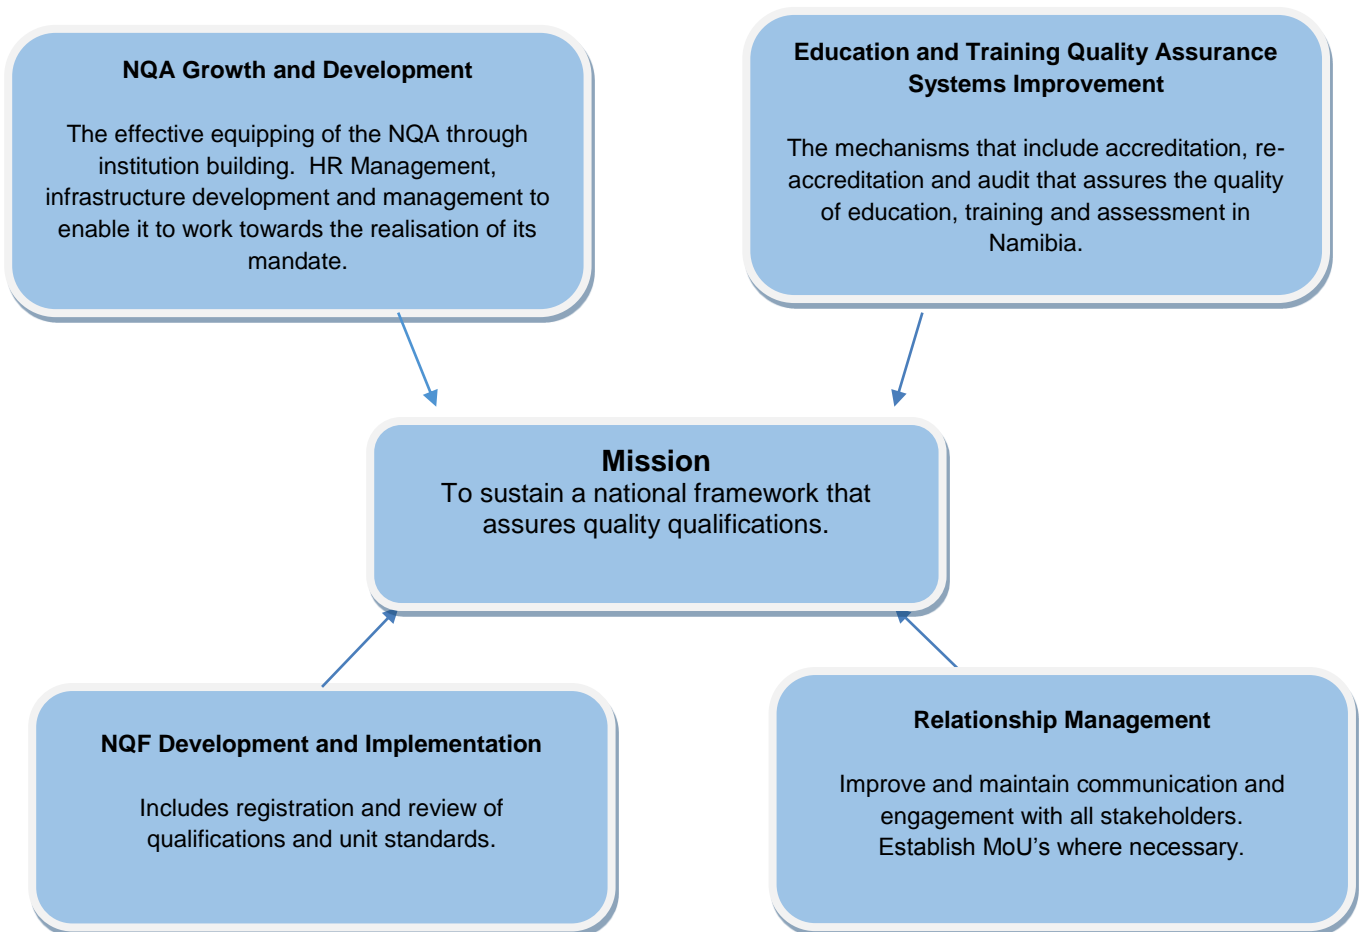 NQA Growth and Development
The effective equipping of the NQA through
institution building.  HR Management,
infrastructure development and management to
enable it to work towards the realisation of its
mandate.
Education and Training Quality Assurance
Systems Improvement
The mechanisms that include accreditation, re-
accreditation and audit that assures the quality
of education, training and assessment in
Namibia.
Mission
To sustain a national framework that
assures quality qualifications.
NQF Development and Implementation
Includes registration and review of
qualifications and unit standards.
Relationship Management
Improve and maintain communication and
engagement with all stakeholders.
Establish MoU's where necessary.